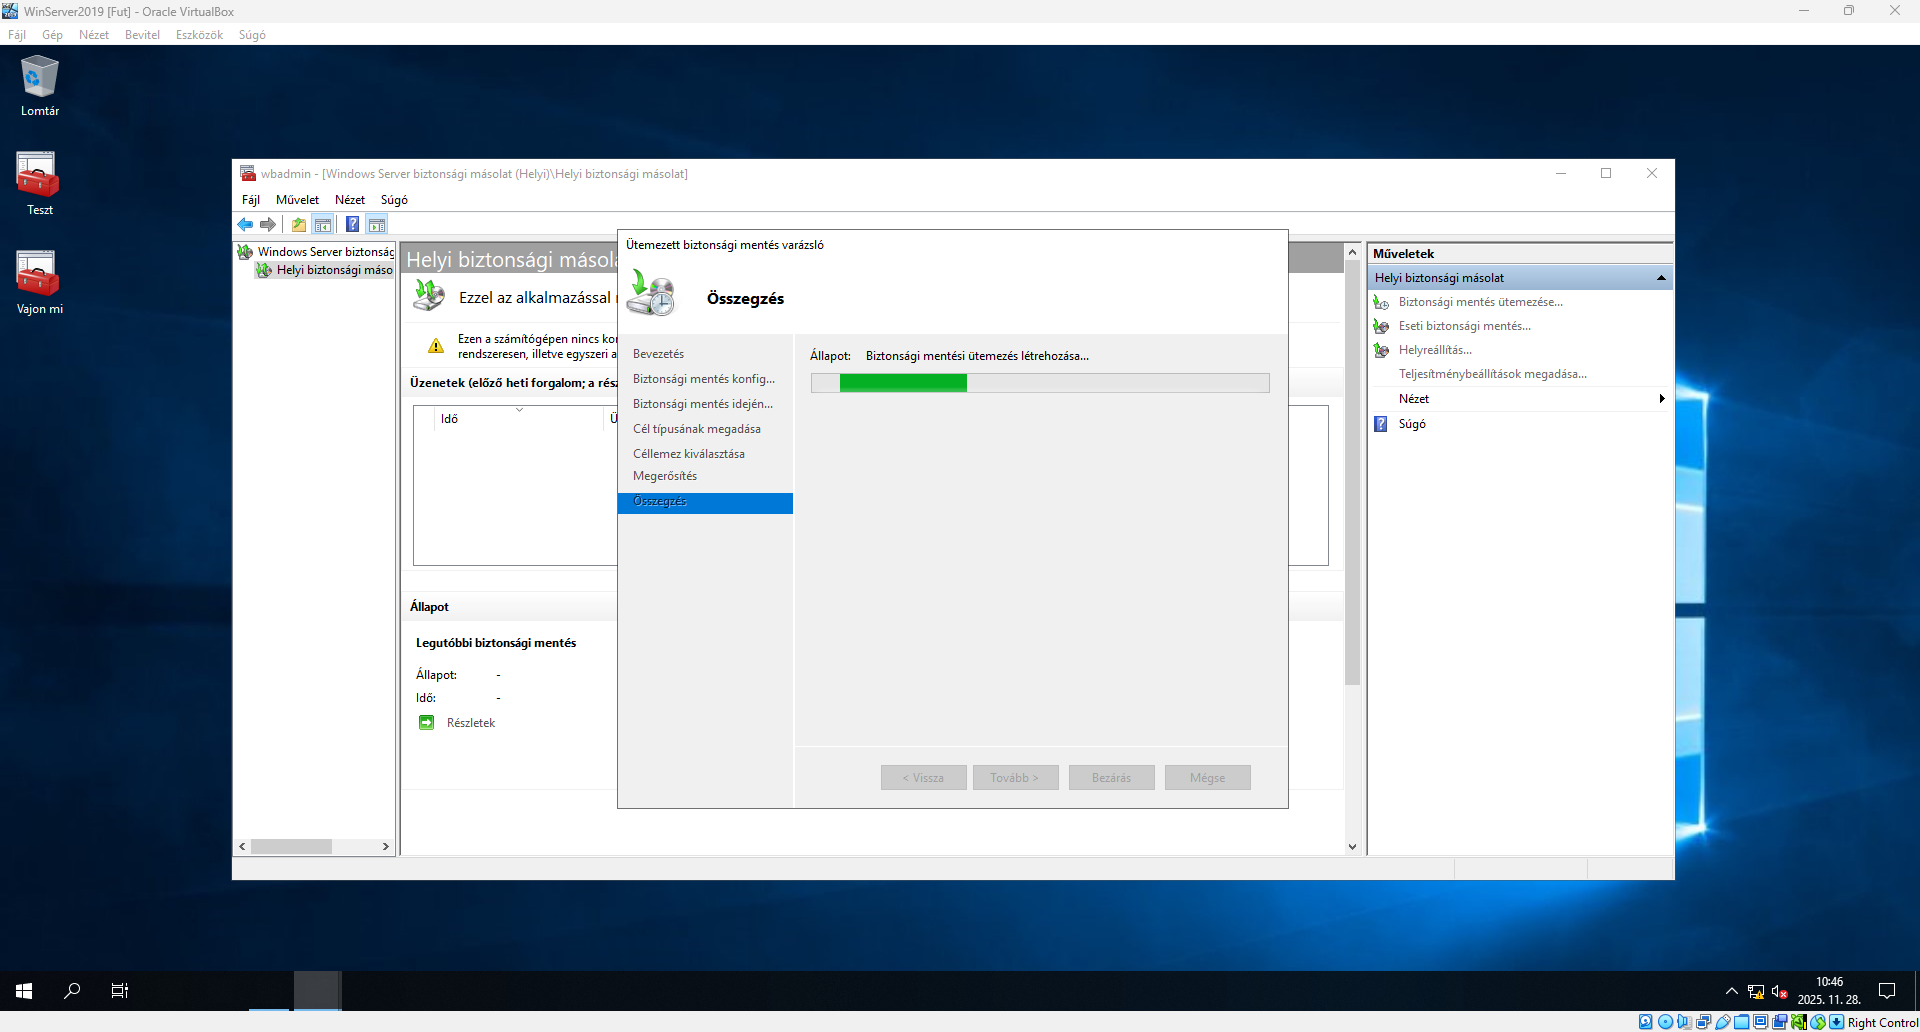 WinServer2019 [Fut] - Oracle VirtualBox
Fájl Gép Nézet Bevitel Eszközök Súgó
Lomtár
Teszt
Vajon mi
wbadmin - [Windows Server biztonsági másolat (Helyi)\Helyi biztonsági másolat]
Fájl Művelet Nézet Súgó
Windows Server biztonság
Helyi biztonsági máso
Helyi biztonsági másola
Ezzel az alkalmazással
Ezen a számítógépen nincs kor
rendszeresen, illetve egyszeri a
Üzenetek (előző heti forgalom; a rész
Idő
Ü
Állapot
Legutóbbi biztonsági mentés
Állapot: -
Idő: -
Részletek
Ütemezett biztonsági mentés varázsló
Összegzés
Bevezetés
Biztonsági mentés konfig...
Biztonsági mentés idején...
Cél típusának megadása
Céllemez kiválasztása
Megerősítés
Összegzés
Állapot: Biztonsági mentési ütemezés létrehozása...
< Vissza Tovább > Bezárás Mégse
Műveletek
Helyi biztonsági másolat
Biztonsági mentés ütemezése...
Eseti biztonsági mentés...
Helyreállítás...
Teljesítménybeállítások megadása...
Nézet
Súgó
10:46
2025. 11. 28.
Right Control